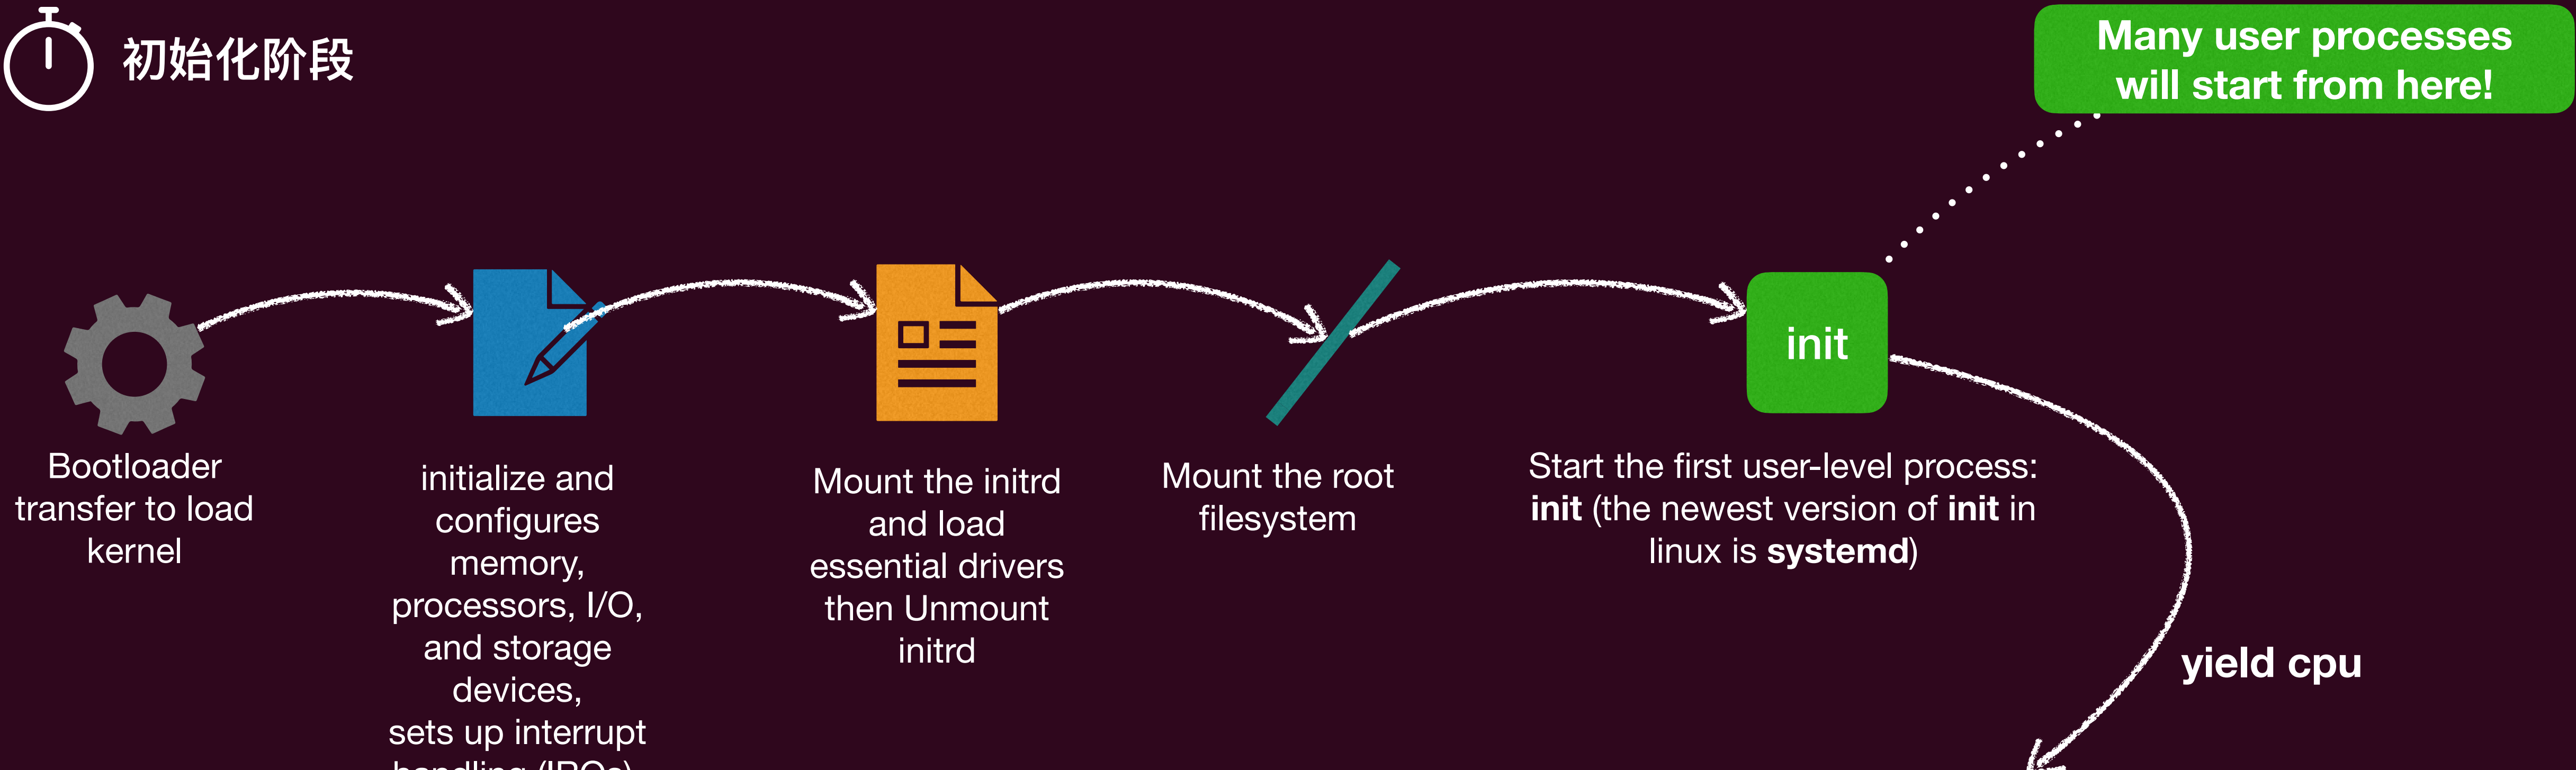 初始化阶段
Many user processes
will start from here!
init
Bootloader
transfer to load
kernel
initialize and
configures
memory,
processors, I/O,
and storage
devices,
sets up interrupt
handling (IRQs)
Mount the initrd
and load
essential drivers
then Unmount
initrd
Mount the root
filesystem
Start the first user-level process:
init (the newest version of init in
linux is systemd)
yield cpu